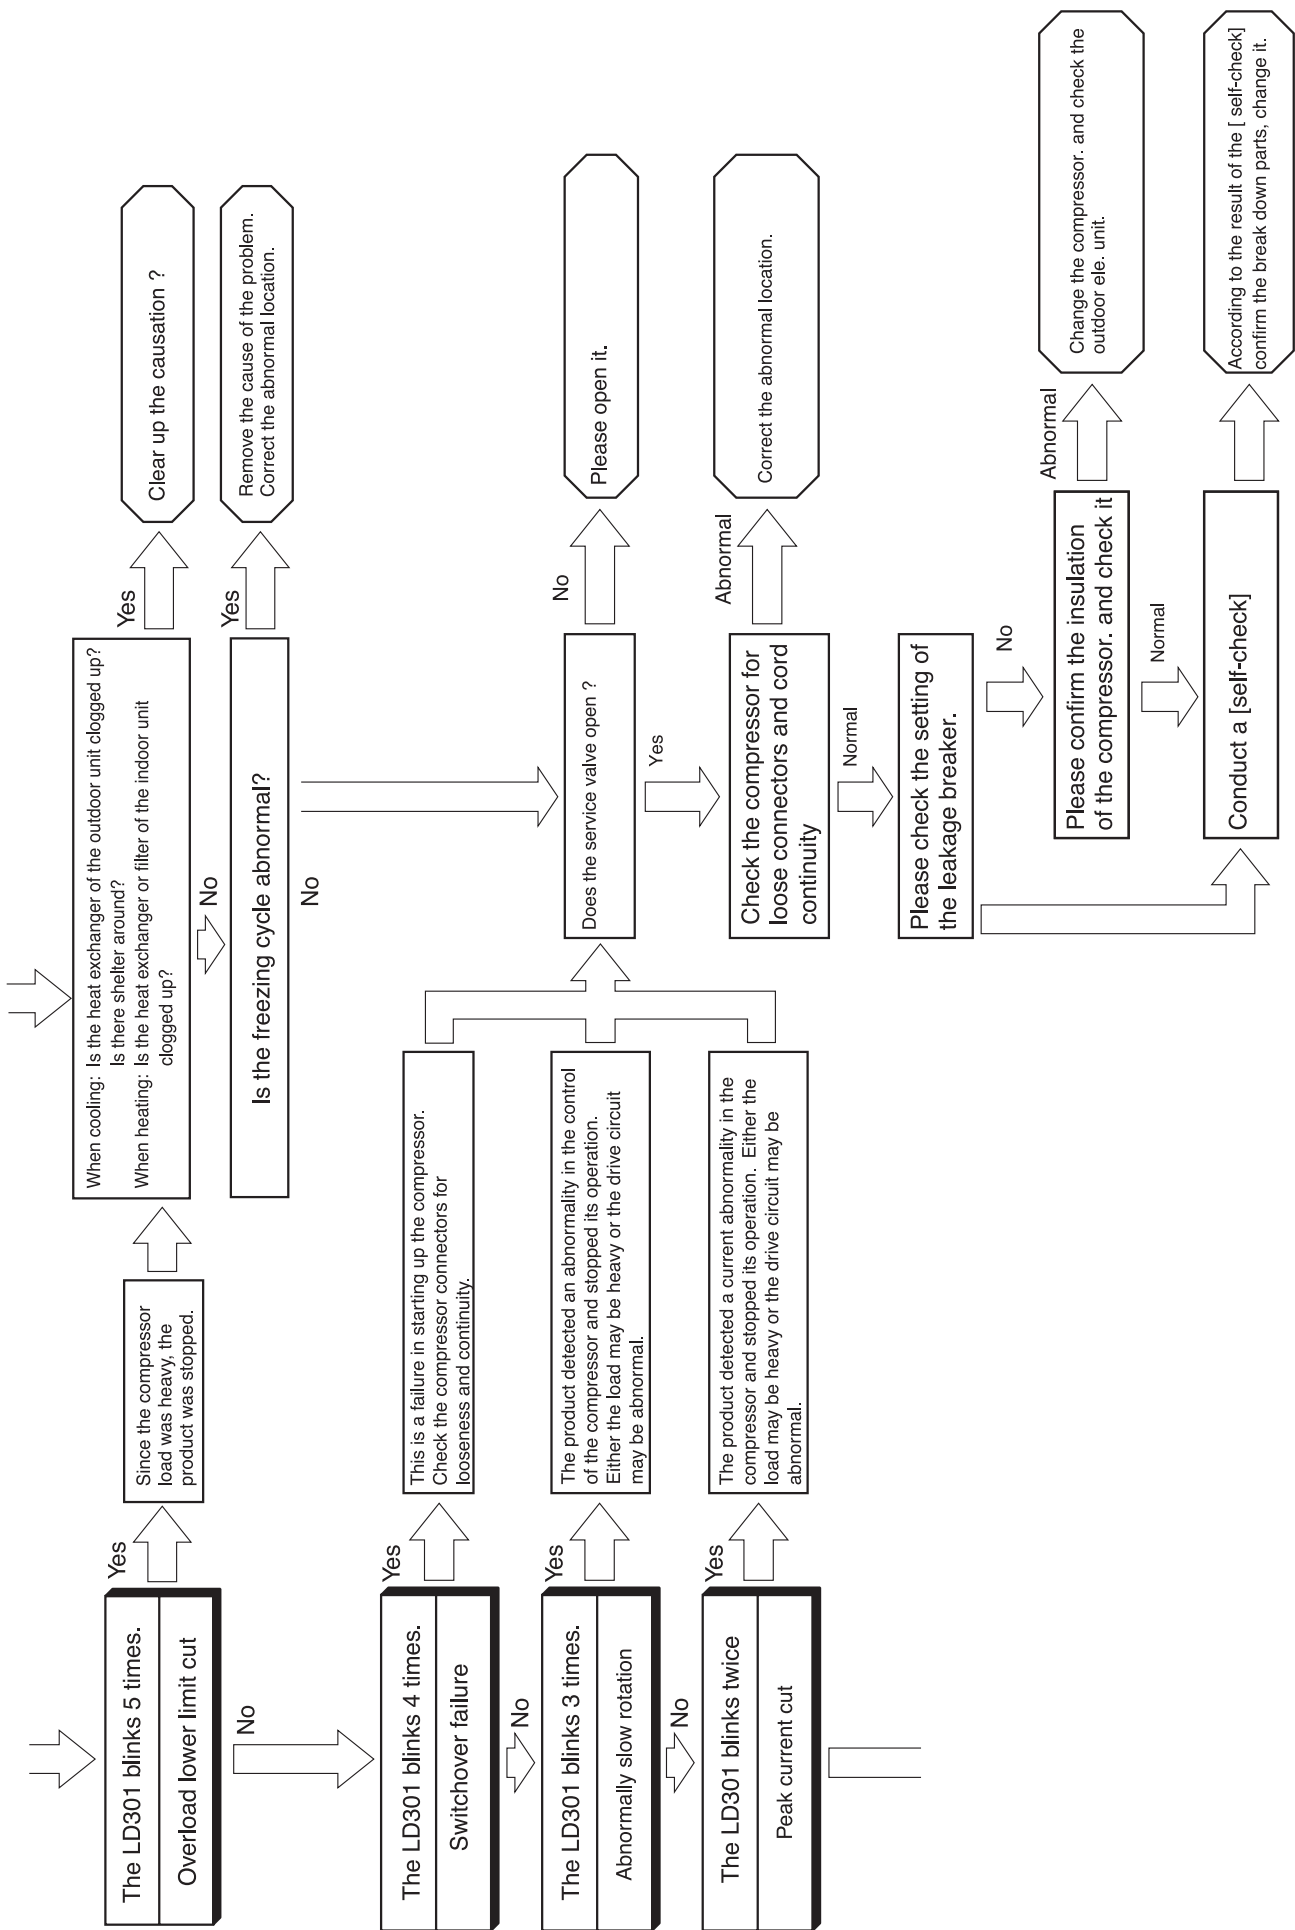 The LD301 blinks 5 times.
Overload lower limit cut
Yes
Since the compressor
load was heavy, the
product was stopped.
When cooling: Is the heat exchanger of the outdoor unit clogged up?
Is there shelter around?
When heating: Is the heat exchanger or filter of the indoor unit
clogged up?
Yes
Clear up the causation ?
No
Is the freezing cycle abnormal?
Yes
Remove the cause of the problem.
Correct the abnormal location.
No
No
The LD301 blinks 4 times.
Switchover failure
Yes
This is a failure in starting up the compressor.
Check the compressor connectors for
looseness and continuity.
No
The LD301 blinks 3 times.
Abnormally slow rotation
Yes
The product detected an abnormality in the control
of the compressor and stopped its operation.
Either the load may be heavy or the drive circuit
may be abnormal.
No
The LD301 blinks twice
Peak current cut
Yes
The product detected a current abnormality in the
compressor and stopped its operation. Either the
load may be heavy or the drive circuit may be
abnormal.
Does the service valve open ?
No
Please open it.
Yes
Check the compressor for
loose connectors and cord
continuity
Abnormal
Correct the abnormal location.
Normal
Please check the setting of
the leakage breaker.
No
Please confirm the insulation
of the compressor. and check it
Abnormal
Change the compressor. and check the
outdoor ele. unit.
Normal
Conduct a [self-check]
According to the result of the [ self-check]
confirm the break down parts, change it.